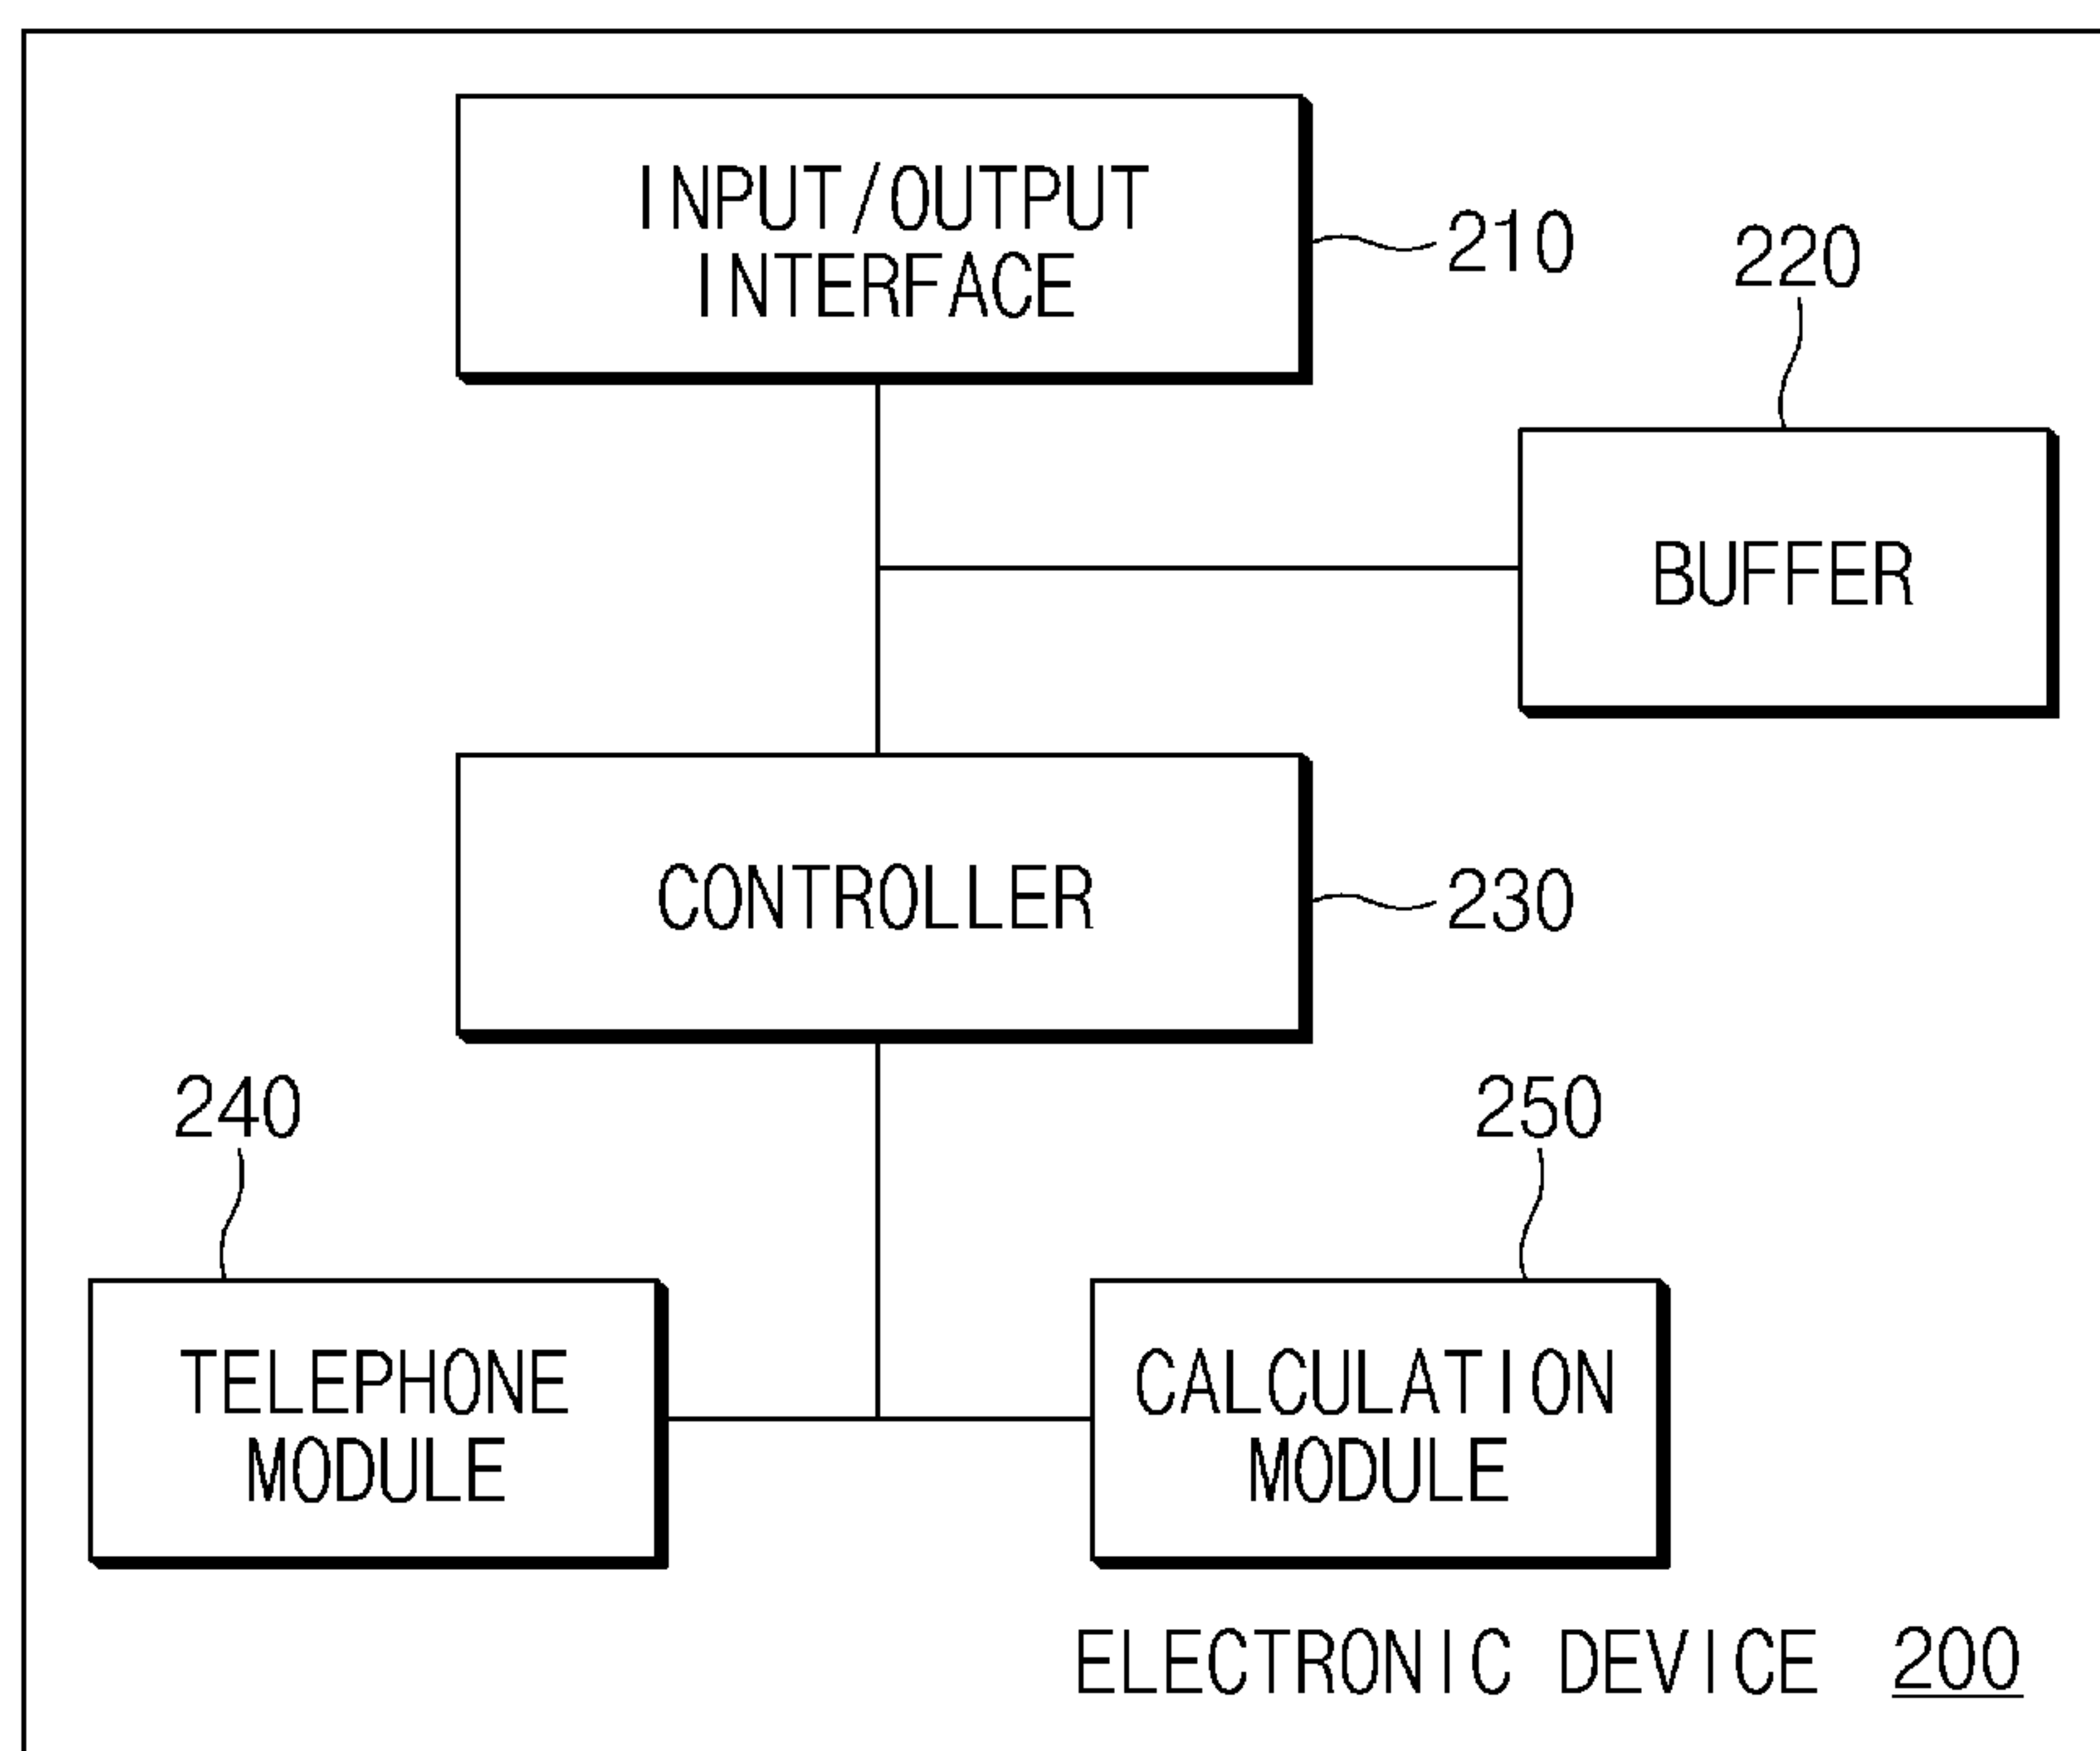 INPUT/OUTPUT
INTERFACE
210
220
BUFFER
CONTROLLER
230
240
250
TELEPHONE
MODULE
CALCULATION
MODULE
ELECTRONIC DEVICE 200